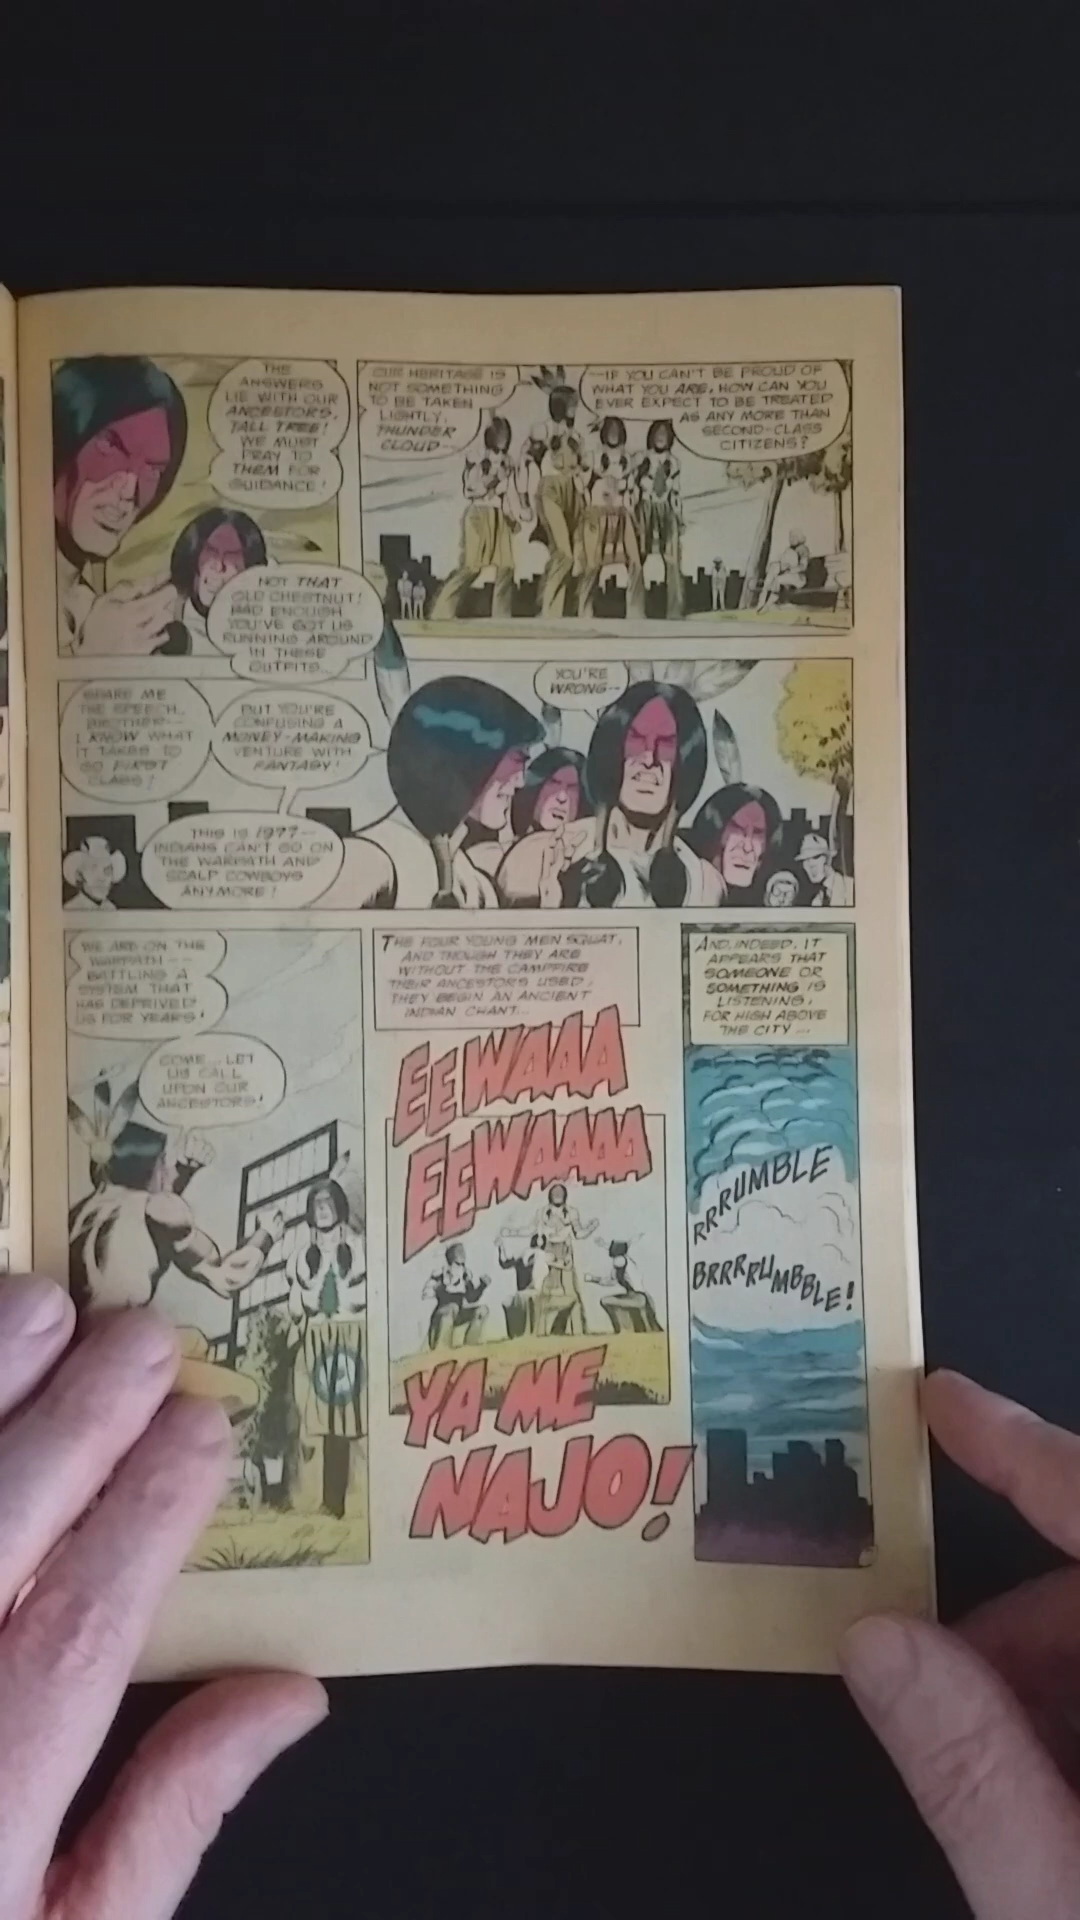 THE
ANSWERS
LIE WITH OUR
ANCESTORS,
TALL TREE!
WE MUST
PRAY TO
THEM FOR
GUIDANCE!
NOT THAT
OLD CHESTNUT!
BAD ENOUGH
YOU'VE GOT US
RUNNING AROUND
IN THESE
OUTFITS...
OUR HERITAGE IS
NOT SOMETHING
TO BE TAKEN
LIGHTLY,
THUNDER
CLOUD--
--IF YOU CAN'T BE PROUD OF
WHAT YOU ARE, HOW CAN YOU
EVER EXPECT TO BE TREATED
AS ANY MORE THAN
SECOND-CLASS
CITIZENS?
SPARE ME
THE SPEECH,
BROTHER--
I KNOW WHAT
IT TAKES TO
GO FIRST
CLASS!
BUT YOU'RE
CONFUSING A
MONEY-MAKING
VENTURE WITH
FANTASY!
THIS IS 1977--
INDIANS CAN'T GO ON
THE WARPATH AND
SCALP COWBOYS
ANYMORE!
YOU'RE
WRONG--
WE ARE ON THE
WARPATH--
BATTLING A
SYSTEM THAT
HAS DEPRIVED
US FOR YEARS!
COME... LET
US CALL
UPON OUR
ANCESTORS!
THE FOUR YOUNG MEN SQUAT,
AND THOUGH THEY ARE
WITHOUT THE CAMPFIRE
THEIR ANCESTORS USED,
THEY BEGIN AN ANCIENT
INDIAN CHANT...
EEWAAA
EEWAAAA
YA ME
NAJO!
AND, INDEED, IT
APPEARS THAT
SOMEONE OR
SOMETHING IS
LISTENING,
FOR HIGH ABOVE
THE CITY...
RRRUMBLE
BRRRRUMBBLE!